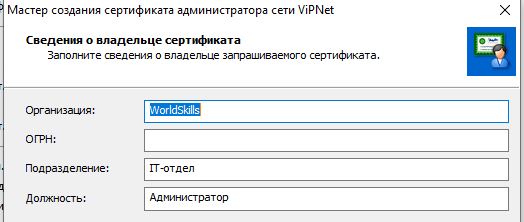 Мастер создания сертификата администратора сети ViPNet
Сведения о владельце сертификата
Заполните сведения о владельце запрашиваемого сертификата.
Организация: WorldSkills
ОГРН:
Подразделение: IT-отдел
Должность: Администратор